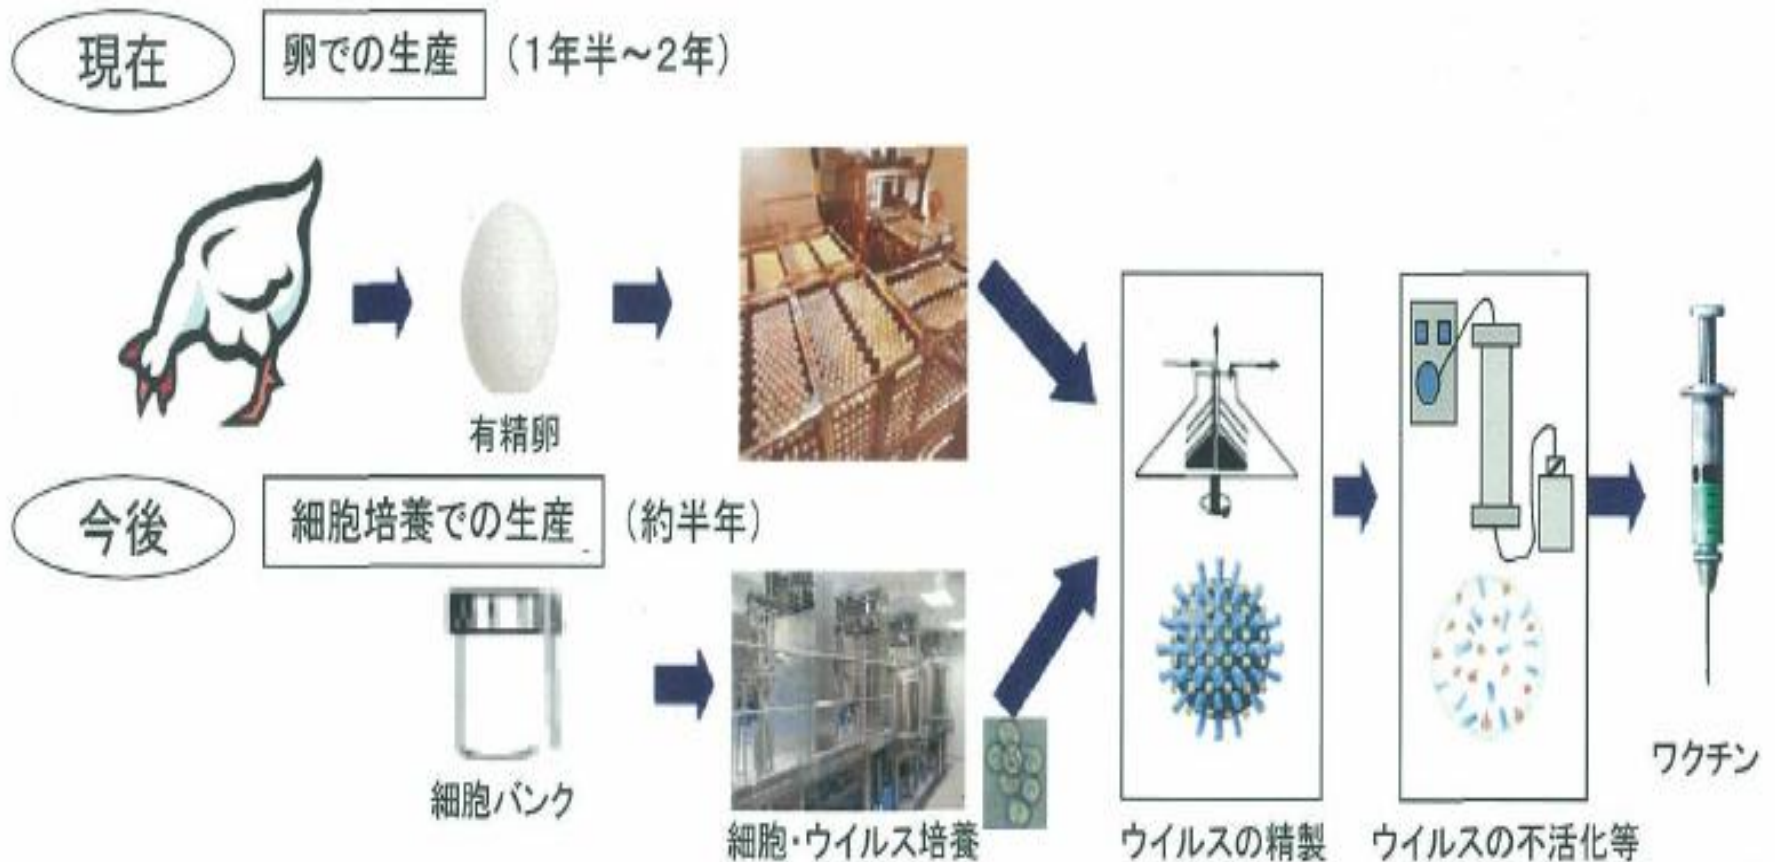 現在
卵での生産
(1年半～2年)
有精卵
今後
細胞培養での生産
(約半年)
細胞バンク
細胞・ウイルス培養
ウイルスの精製
ウイルスの不活化等
ワクチン